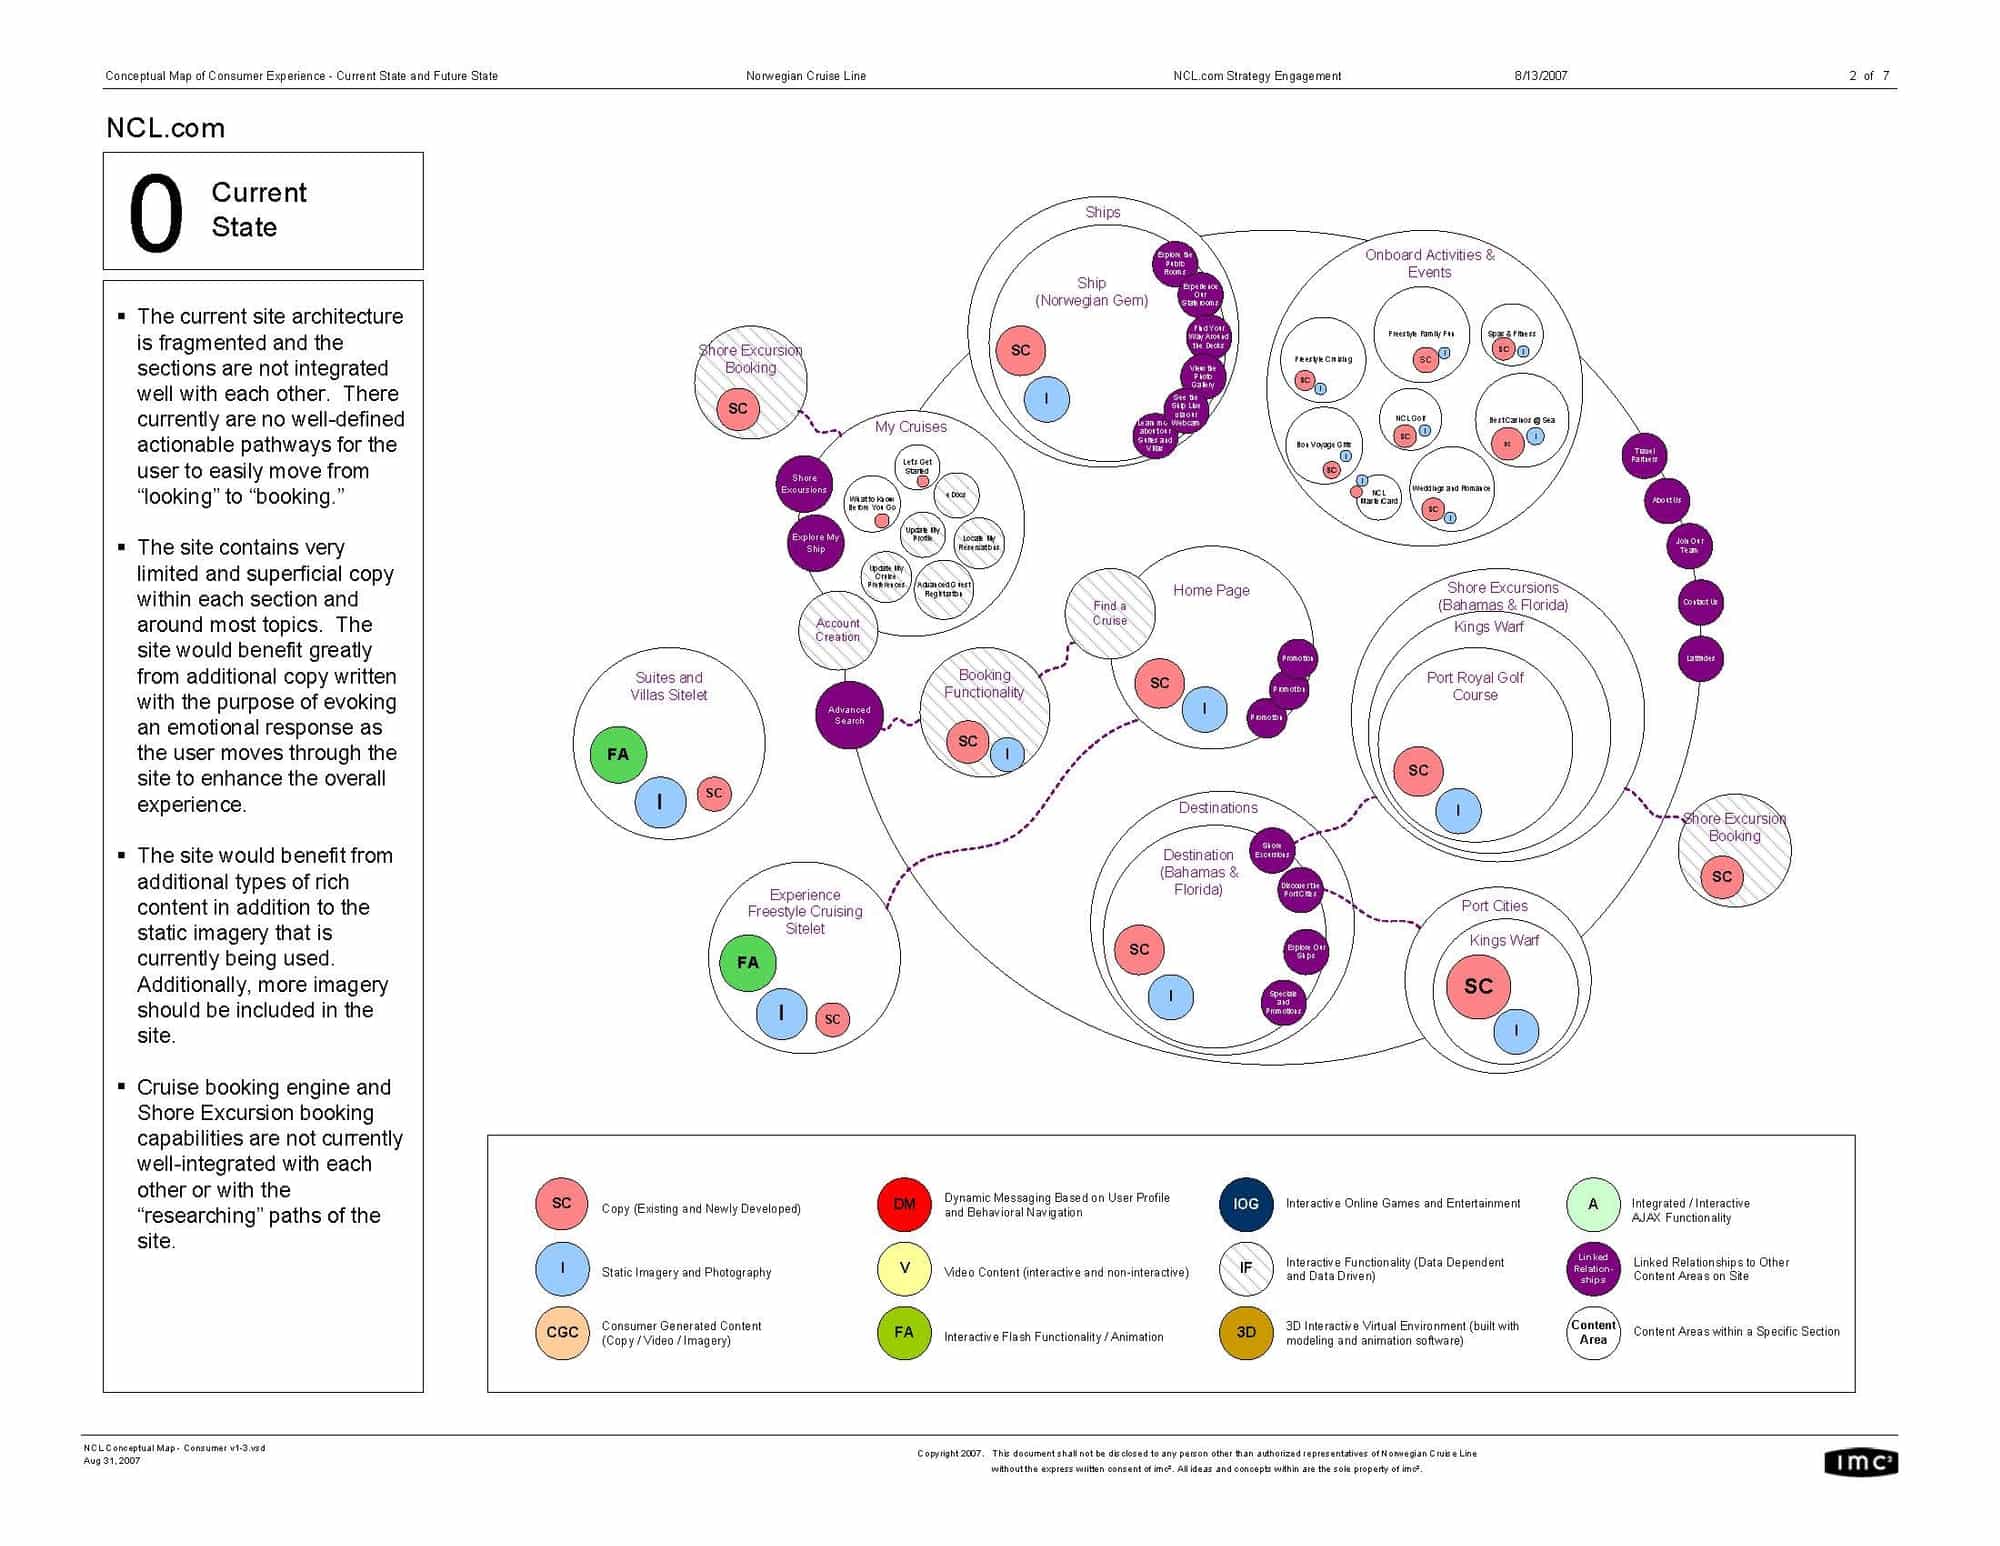 Conceptual Map of Consumer Experience - Current State and Future State
Norwegian Cruise Line
NCL.com Strategy Engagement
8/13/2007
2 of 7
NCL.com
0
Current
State
▪ The current site architecture
is fragmented and the
sections are not integrated
well with each other. There
currently are no well-defined
actionable pathways for the
user to easily move from
“looking” to “booking.”
▪ The site contains very
limited and superficial copy
within each section and
around most topics. The
site would benefit greatly
from additional copy written
with the purpose of evoking
an emotional response as
the user moves through the
site to enhance the overall
experience.
▪ The site would benefit from
additional types of rich
content in addition to the
static imagery that is
currently being used.
Additionally, more imagery
should be included in the
site.
▪ Cruise booking engine and
Shore Excursion booking
capabilities are not currently
well-integrated with each
other or with the
“researching” paths of the
site.
Ships
Ship
(Norwegian Gem)
SC
I
Explore the
Public
Rooms
Experience
Our
Staterooms
Find Your
Way Around
the Decks
View the
Photo
Gallery
See the
Ship Live
Webcam
Learn more
about our
Suites and
Villas
Onboard Activities &
Events
Freestyle Cruising
SC
I
Freestyle Family Fun
SC
I
Spas & Fitness
SC
I
Bon Voyage Gifts
I
SC
NCL Golf
SC
I
Best Casinos @ Sea
SC
I
NCL
MasterCard
I
Weddings and Romance
SC
I
Shore Excursion
Booking
SC
My Cruises
Shore
Excursions
Explore My
Ship
Let's Get
Started
What to Know
Before You Go
e Docs
Update My
Profile
Locate My
Reservations
Update My
Cruise
Preferences
Advanced Guest
Registration
Account
Creation
Advanced
Search
Booking
Functionality
SC
I
Find a
Cruise
Home Page
SC
I
Promotion
Promotion
Promotion
Travel
Partners
About Us
Join Our
Team
Contact Us
Latitudes
Shore Excursions
(Bahamas & Florida)
Kings Warf
Port Royal Golf
Course
SC
I
Shore Excursion
Booking
SC
Suites and
Villas Sitelet
FA
I
SC
Experience
Freestyle Cruising
Sitelet
FA
I
SC
Destinations
Destination
(Bahamas &
Florida)
SC
I
Shore
Excursions
Discover the
Port Cities
Explore Our
Ships
Specials
and
Promotions
Port Cities
Kings Warf
SC
I
SC
Copy (Existing and Newly Developed)
DM
Dynamic Messaging Based on User Profile
and Behavioral Navigation
IOG
Interactive Online Games and Entertainment
A
Integrated / Interactive
AJAX Functionality
I
Static Imagery and Photography
V
Video Content (interactive and non-interactive)
IF
Interactive Functionality (Data Dependent
and Data Driven)
Linked
Relation-
ships
Linked Relationships to Other
Content Areas on Site
CGC
Consumer Generated Content
(Copy / Video / Imagery)
FA
Interactive Flash Functionality / Animation
3D
3D Interactive Virtual Environment (built with
modeling and animation software)
Content
Area
Content Areas within a Specific Section
NCL Conceptual Map - Consumer v1-3.vsd
Aug 31, 2007
Copyright 2007. This document shall not be disclosed to any person other than authorized representatives of Norwegian Cruise Line
without the express written consent of imc². All ideas and concepts within are the sole property of imc².
imc²